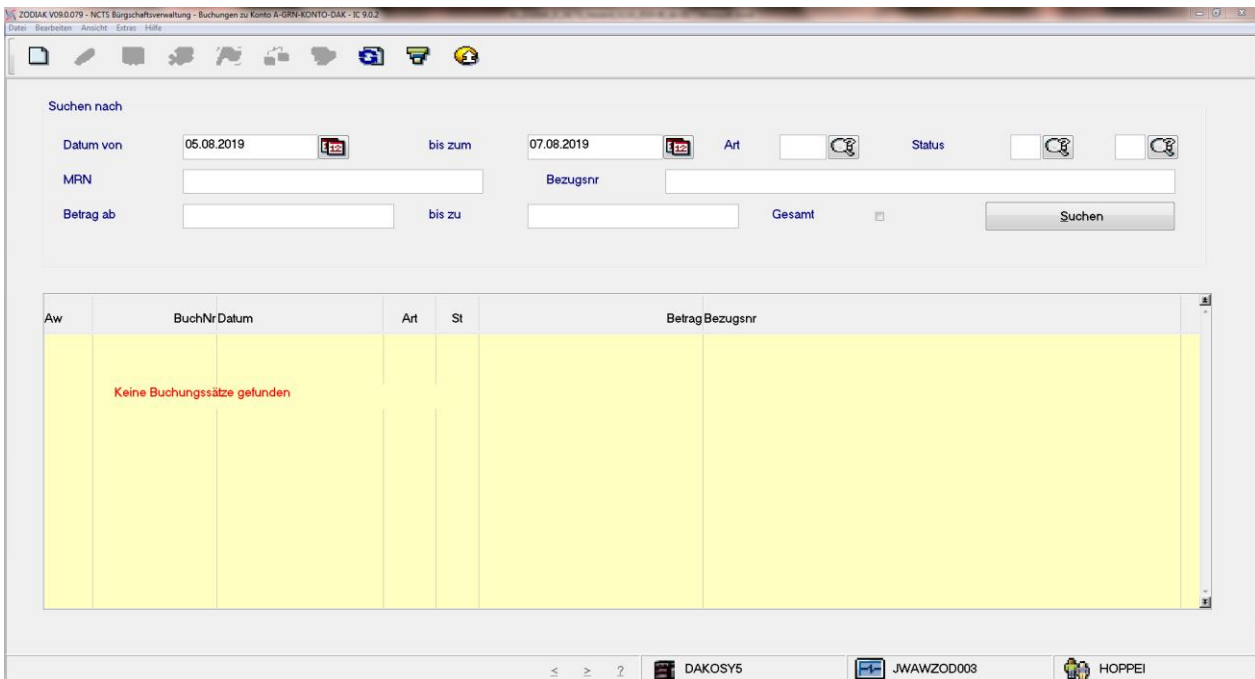 ZODIAK V09.0.079 - NCTS Bürgschaftsverwaltung - Buchungen zu Konto A-GRN-KONTO-DAK - IC 9.0.2
Datei Bearbeiten Ansicht Extras Hilfe
Suchen nach
Datum von 05.08.2019 12 bis zum 07.08.2019 12 Art Status
MRN Bezugsnr
Betrag ab bis zu Gesamt Suchen
Aw BuchNr Datum Art St Betrag Bezugsnr
Keine Buchungssätze gefunden
< > ? DAKOSY5 JWAWZOD003 HOPPEI